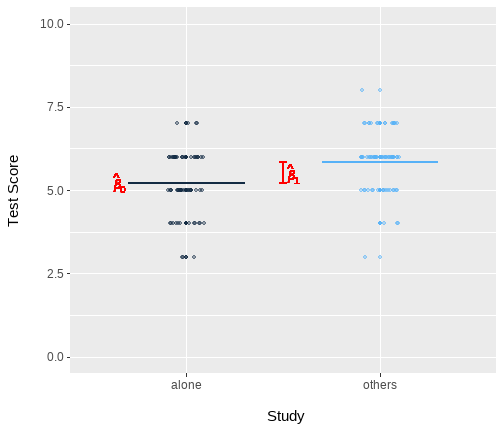 10.0
7.5
5.0
2.5
0.0
Test Score
β̂₀
β̂₁
alone
others
Study